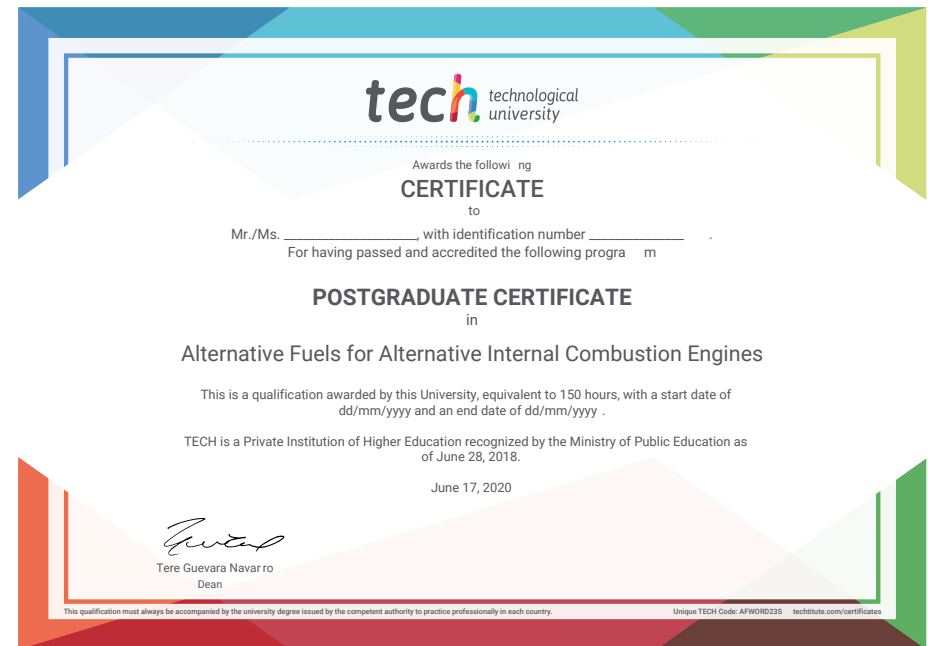 tech technological
university
Awards the followi ng
CERTIFICATE
to
Mr./Ms. ____________________, with identification number ______________ .
For having passed and accredited the following progra m
POSTGRADUATE CERTIFICATE
in
Alternative Fuels for Alternative Internal Combustion Engines
This is a qualification awarded by this University, equivalent to 150 hours, with a start date of
dd/mm/yyyy and an end date of dd/mm/yyyy .
TECH is a Private Institution of Higher Education recognized by the Ministry of Public Education as
of June 28, 2018.
June 17, 2020
Tere Guevara Navar ro
Dean
This qualification must always be accompanied by the university degree issued by the competent authority to practice professionally in each country.
Unique TECH Code: AFWORD23S techtitute.com/certificates